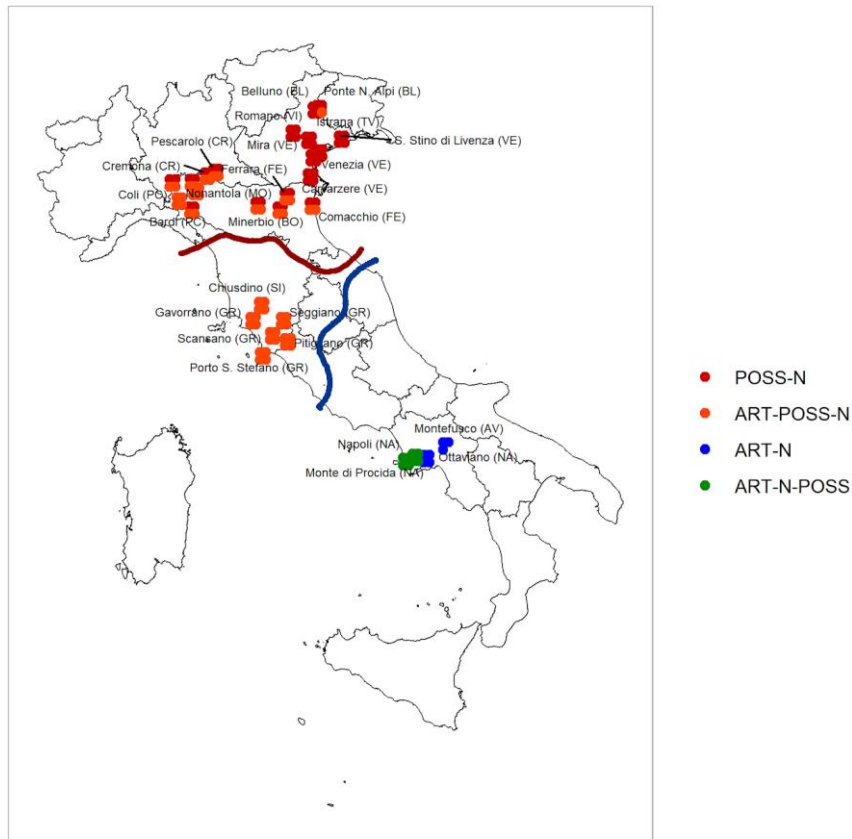 Belluno (BL) Ponte N. Alpi (BL)
Romano (VI) Istrana (TV)
Mira (VE) S. Stino di Livenza (VE)
Pescarolo (CR)
Cremona (CR) Ferrara (FE) Venezia (VE)
Coli (PC) Nonantola (MO) Cavarzere (VE)
Bardi (PC) Minerbio (BO) Comacchio (FE)
Chiusdino (SI)
Gavorrano (GR) Seggiano (GR)
Scansano (GR) Pitigliano (GR)
Porto S. Stefano (GR)
POSS-N
ART-POSS-N
ART-N
ART-N-POSS
Montefusco (AV)
Napoli (NA) Ottaviano (NA)
Monte di Procida (NA)